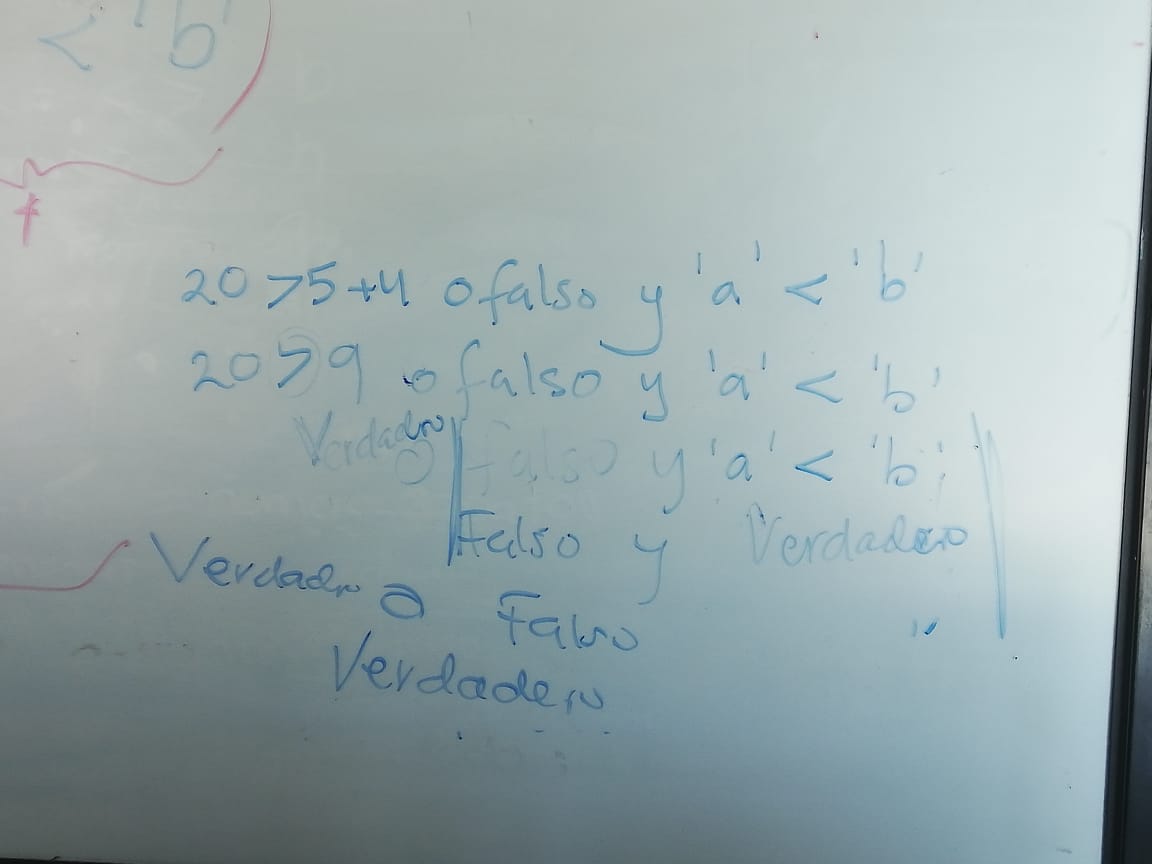 < 'b'
f
20 > 5 + 4 o falso y 'a' < 'b'
20 > 9 o falso y 'a' < 'b'
Verdadero o falso y 'a' < 'b'
Falso y Verdadero
Verdadero o Falso
Verdadero